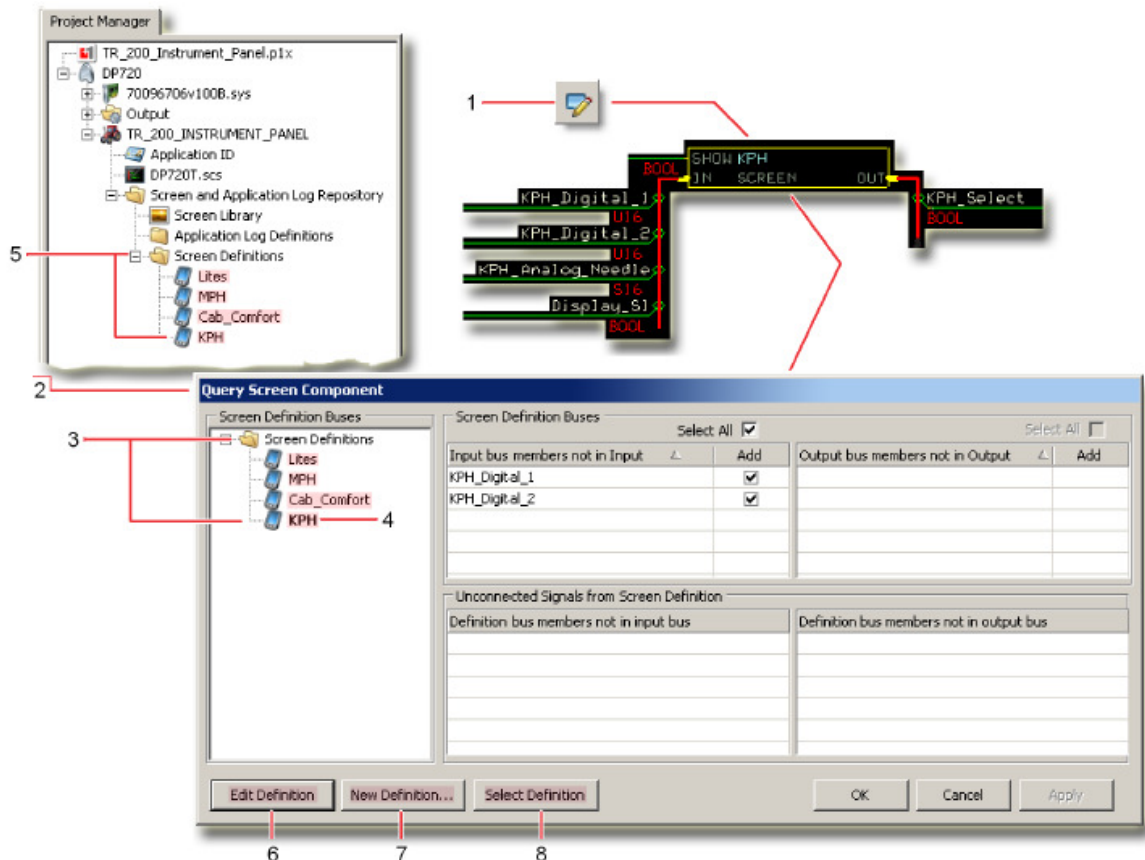 Project Manager
TR_200_Instrument_Panel.p1x
DP720
70096706v100B.sys
Output
TR_200_INSTRUMENT_PANEL
Application ID
DP720T.scs
Screen and Application Log Repository
Screen Library
Application Log Definitions
5
Screen Definitions
Lites
MPH
Cab_Comfort
KPH
1
SHOW KPH
BOOL
IN SCREEN OUT
KPH_Digital_1
U16
KPH_Digital_2
U16
KPH_Analog_Needle
S16
Display_SI
BOOL
KPH_Select
BOOL
2
Query Screen Component
Screen Definition Buses
3
Screen Definitions
Lites
MPH
Cab_Comfort
KPH
4
Screen Definition Buses
Select All
Select All
Input bus members not in Input Add
Output bus members not in Output Add
KPH_Digital_1
KPH_Digital_2
Unconnected Signals from Screen Definition
Definition bus members not in input bus
Definition bus members not in output bus
Edit Definition
New Definition...
Select Definition
OK
Cancel
Apply
6
7
8